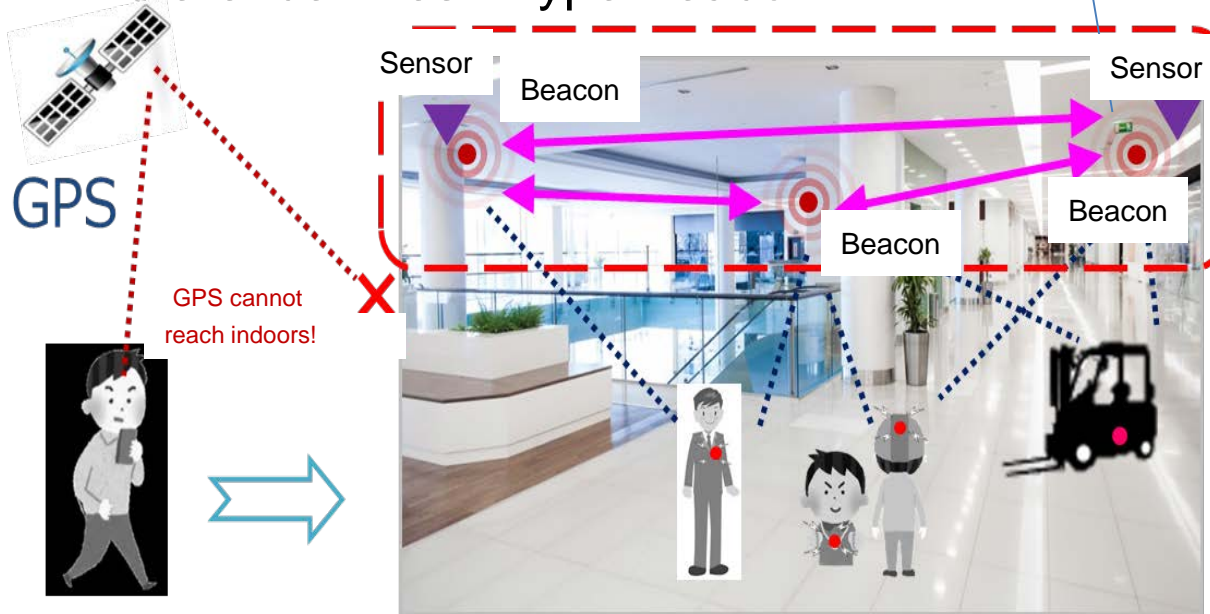 Sensor
Beacon
Sensor
GPS
Beacon
Beacon
GPS cannot
reach indoors!